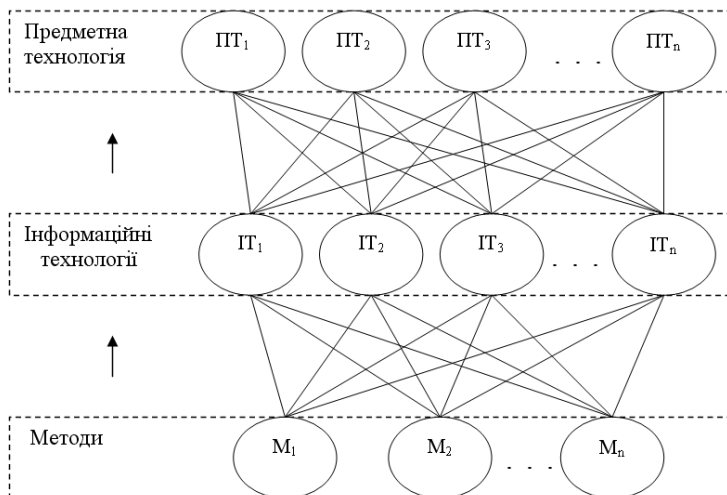 Предметна
технологія
ПТ₁ ПТ₂ ПТ₃ . . . ПТₙ
Інформаційні
технології
ІТ₁ ІТ₂ ІТ₃ . . . ІТₙ
Методи
М₁ М₂ . . . Мₙ